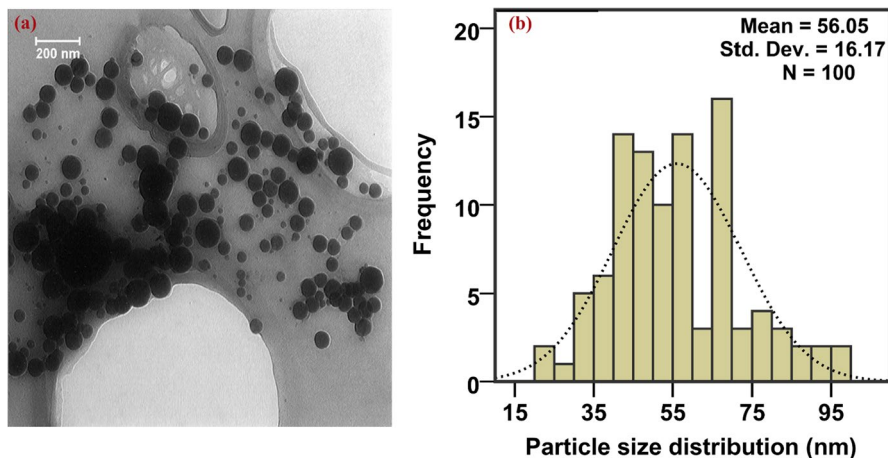 (a)
200 nm
(b)
Mean = 56.05
Std. Dev. = 16.17
N = 100
20
15
10
5
0
Frequency
15 35 55 75 95
Particle size distribution (nm)